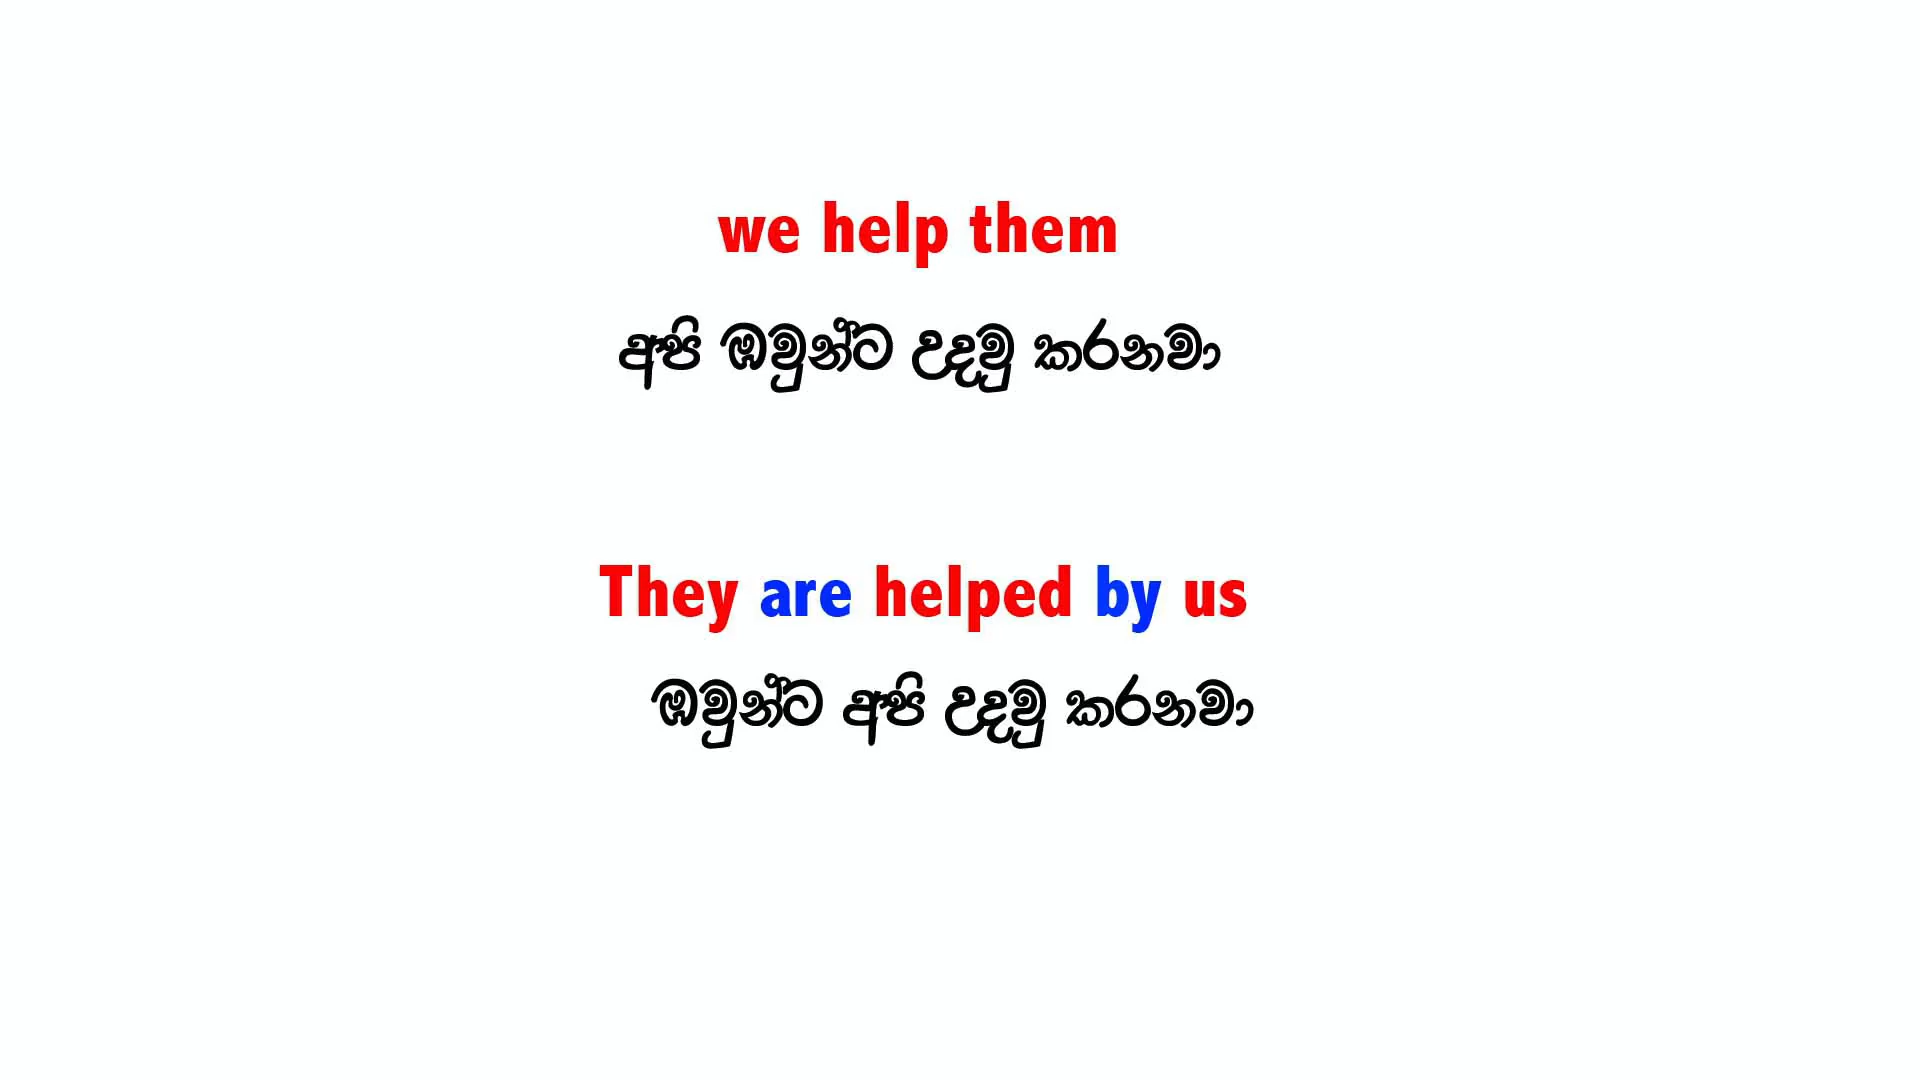 we help them
අපි ඔවුන්ට උදවු කරනවා
They are helped by us
ඔවුන්ට අපි උදවු කරනවා